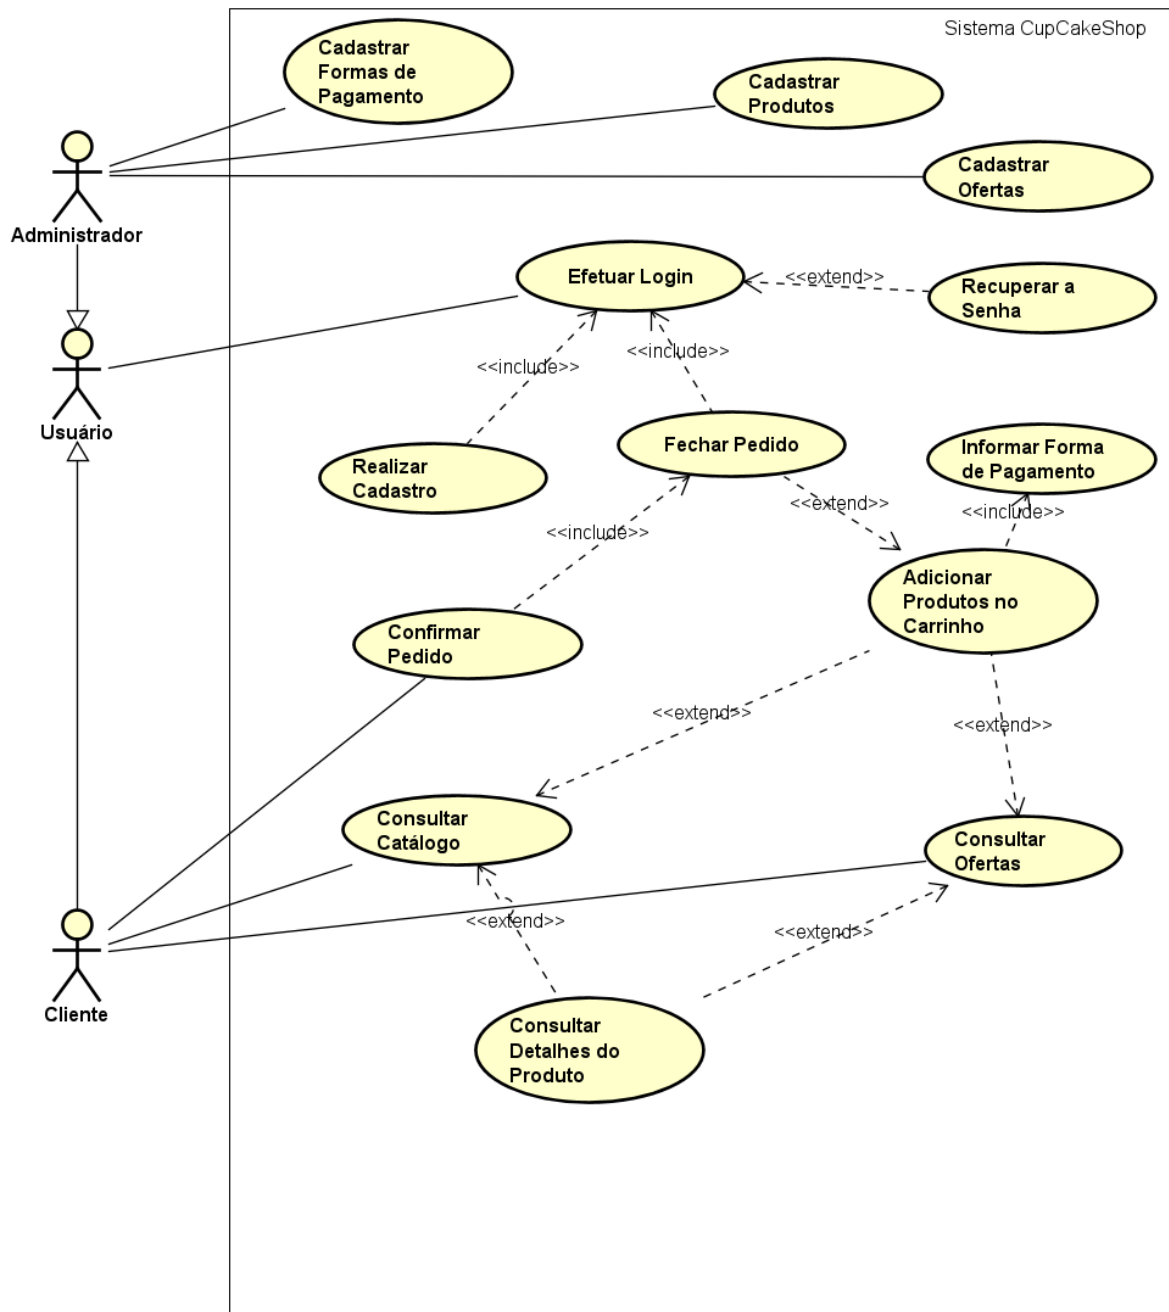 Sistema CupCakeShop
Cadastrar
Formas de
Pagamento
Cadastrar
Produtos
Cadastrar
Ofertas
Administrador
Efetuar Login
<<extend>>
Recuperar a
Senha
<<include>>
<<include>>
Usuário
Fechar Pedido
Informar Forma
de Pagamento
Realizar
Cadastro
<<extend>>
<<include>>
<<include>>
Adicionar
Produtos no
Carrinho
Confirmar
Pedido
<<extend>>
<<extend>>
Consultar
Catálogo
Consultar
Ofertas
<<extend>>
<<extend>>
Cliente
Consultar
Detalhes do
Produto